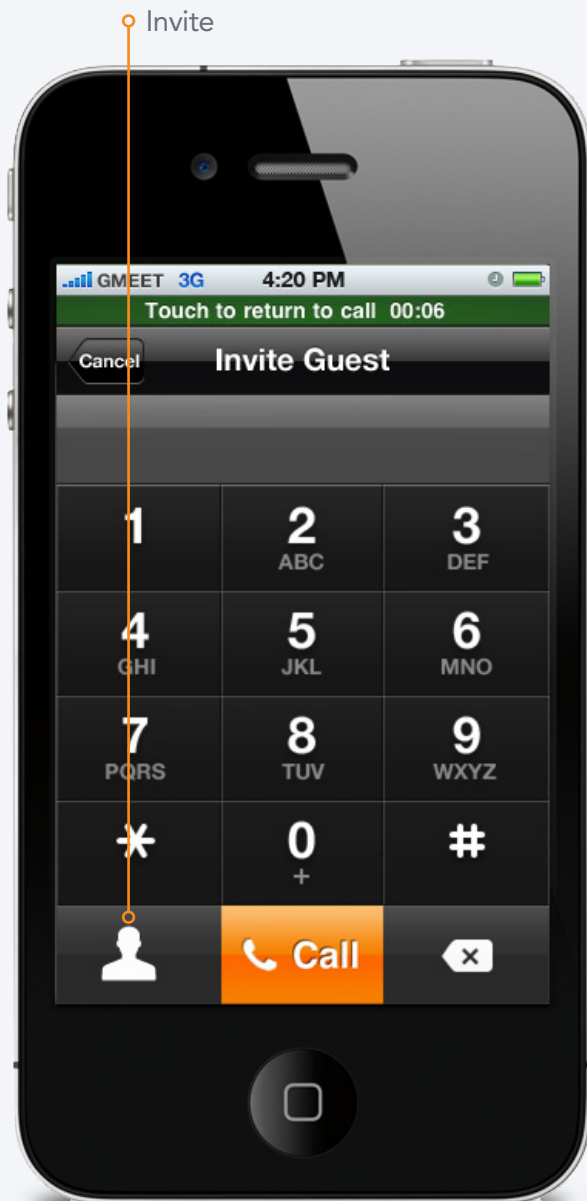 Invite
GMEET 3G 4:20 PM
Touch to return to call 00:06
Cancel Invite Guest
1 2 3
ABC DEF
4 5 6
GHI JKL MNO
7 8 9
PQRS TUV WXYZ
* 0 #
+
Call